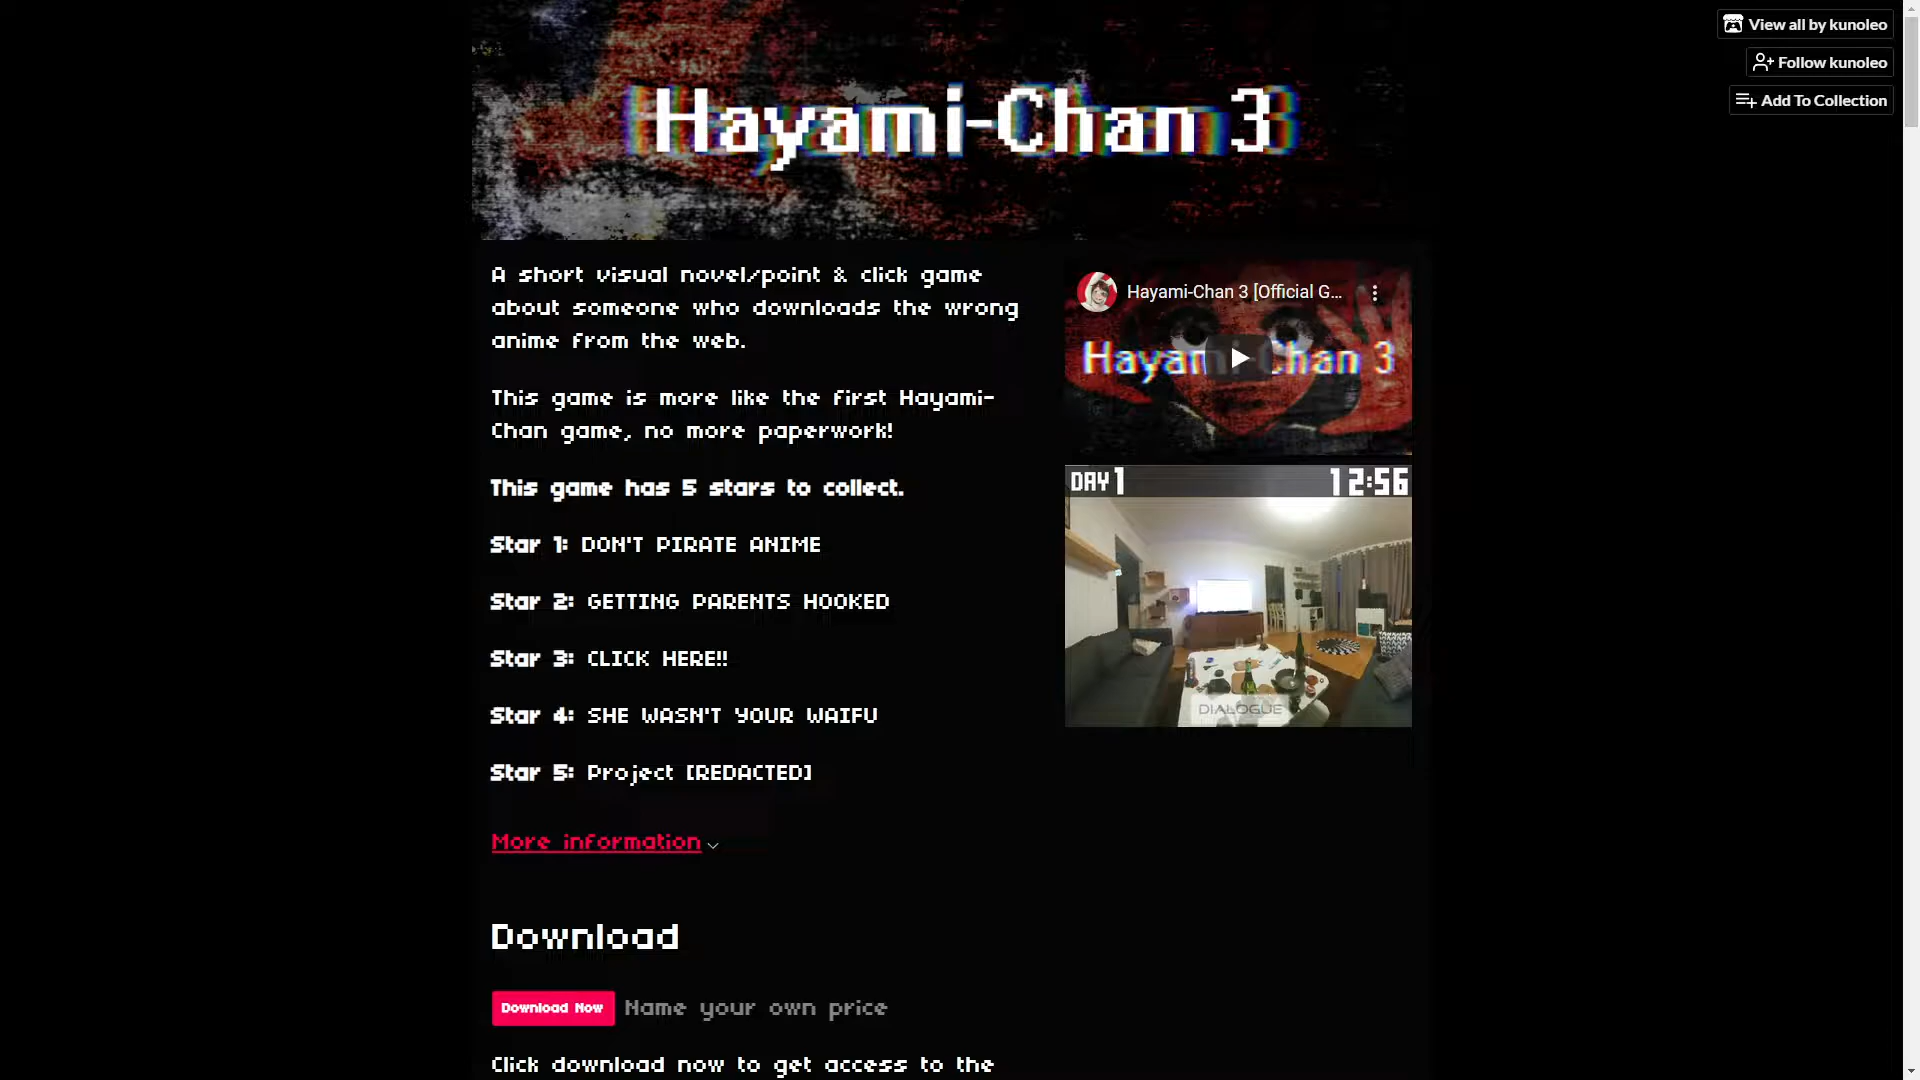 View all by kunoleo
Follow kunoleo
Add To Collection
Hayami-Chan 3
A short visual novel/point & click game
about someone who downloads the wrong
anime from the web.
This game is more like the first Hayami-
Chan game, no more paperwork!
This game has 5 stars to collect.
Star 1: DON'T PIRATE ANIME
Star 2: GETTING PARENTS HOOKED
Star 3: CLICK HERE!!
Star 4: SHE WASN'T YOUR WAIFU
Star 5: Project [REDACTED]
More information
Download
Download Now Name your own price
Click download now to get access to the
Hayami-Chan 3 [Official G...
Hayami-Chan 3
DAY 1 12:56
DIALOGUE